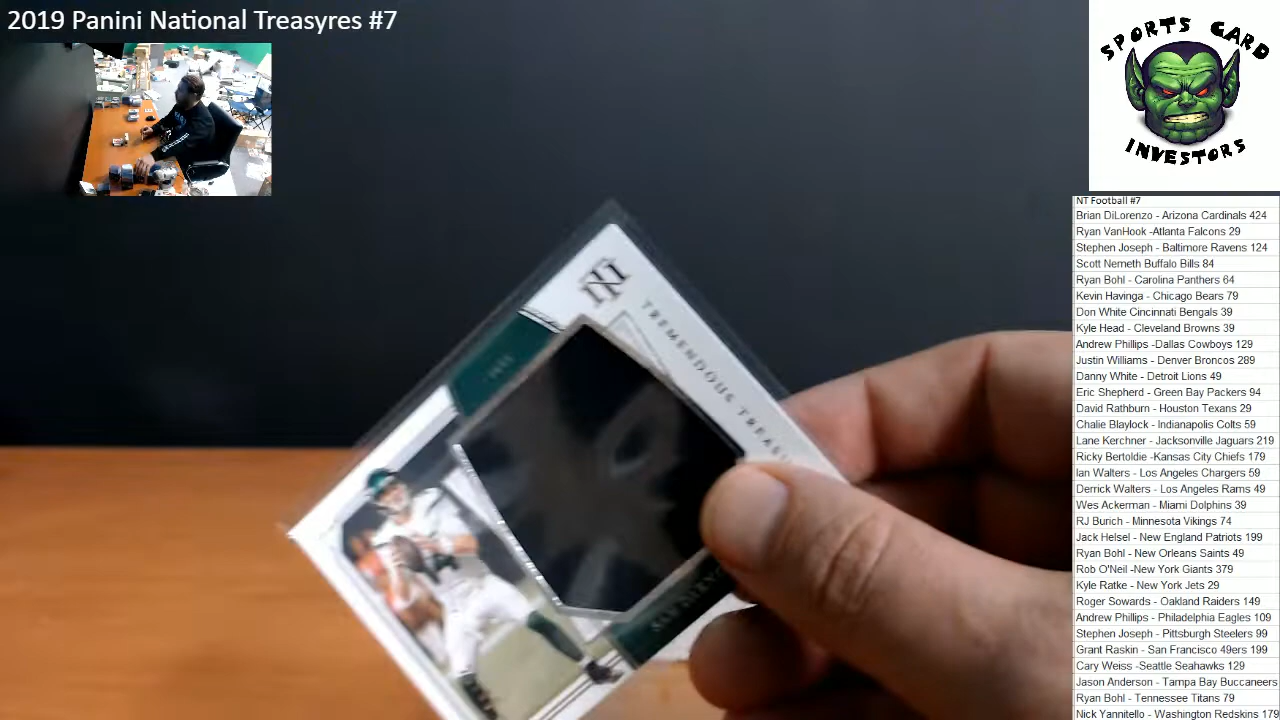 2019 Panini National Treasyres #7
SPORTS CARD
INVESTORS
NT Football #7
Brian DiLorenzo - Arizona Cardinals 424
Ryan VanHook -Atlanta Falcons 29
Stephen Joseph - Baltimore Ravens 124
Scott Nemeth Buffalo Bills 84
Ryan Bohl - Carolina Panthers 64
Kevin Havinga - Chicago Bears 79
Don White Cincinnati Bengals 39
Kyle Head - Cleveland Browns 39
Andrew Phillips -Dallas Cowboys 129
Justin Williams - Denver Broncos 289
Danny White - Detroit Lions 49
Eric Shepherd - Green Bay Packers 94
David Rathburn - Houston Texans 29
Chalie Blaylock - Indianapolis Colts 59
Lane Kerchner - Jacksonville Jaguars 219
Ricky Bertoldie - Kansas City Chiefs 179
Ian Walters - Los Angeles Chargers 59
Derrick Walters - Los Angeles Rams 49
Wes Ackerman - Miami Dolphins 39
RJ Burich - Minnesota Vikings 74
Jack Helsel - New England Patriots 199
Ryan Bohl - New Orleans Saints 49
Rob O'Neil -New York Giants 379
Kyle Ratke - New York Jets 29
Roger Sowards - Oakland Raiders 149
Andrew Phillips - Philadelphia Eagles 109
Stephen Joseph - Pittsburgh Steelers 99
Grant Raskin - San Francisco 49ers 199
Cary Weiss -Seattle Seahawks 129
Jason Anderson - Tampa Bay Buccaneers
Ryan Bohl - Tennessee Titans 79
Nick Yannitello - Washington Redskins 179
TREMENDOUS TREAS